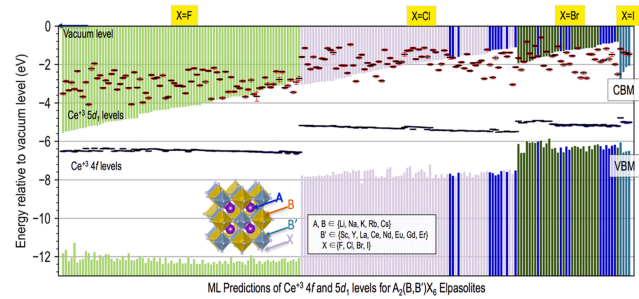 X=F
X=Cl
X=Br
X=I
0
Vacuum level
-2
Ce+3 5d1 levels
-4
CBM
-6
Ce+3 4f levels
VBM
-8
A
B
B'
X
A, B ∈ {Li, Na, K, Rb, Cs}
B' ∈ {Sc, Y, La, Ce, Nd, Eu, Gd, Er}
X ∈ {F, Cl, Br, I}
-10
-12
Energy relative to vacuum level (eV)
ML Predictions of Ce+3 4f and 5d1 levels for A2(B,B')X6 Elpasolites